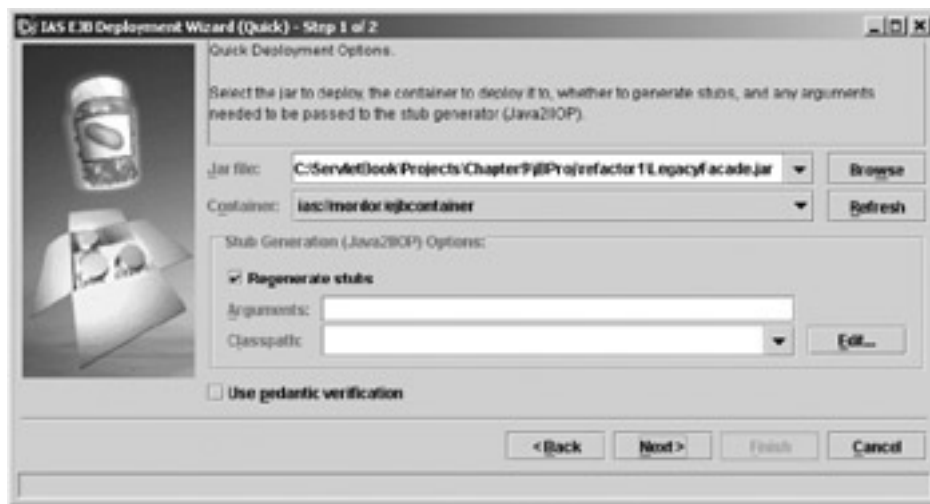 IAS EJB Deployment Wizard (Quick) - Step 1 of 2
Quick Deployment Options.
Select the jar to deploy, the container to deploy it to, whether to generate stubs, and any arguments
needed to be passed to the stub generator (Java2IIOP).
Jar file: C:\ServletBook\Projects\Chapter9\JBProj\refactor1\LegacyFacade.jar Browse
Container: ias://mordor/ejbcontainer Refresh
Stub Generation (Java2IIOP) Options:
Regenerate stubs
Arguments:
Classpath: Edit...
Use pedantic verification
< Back Next > Finish Cancel